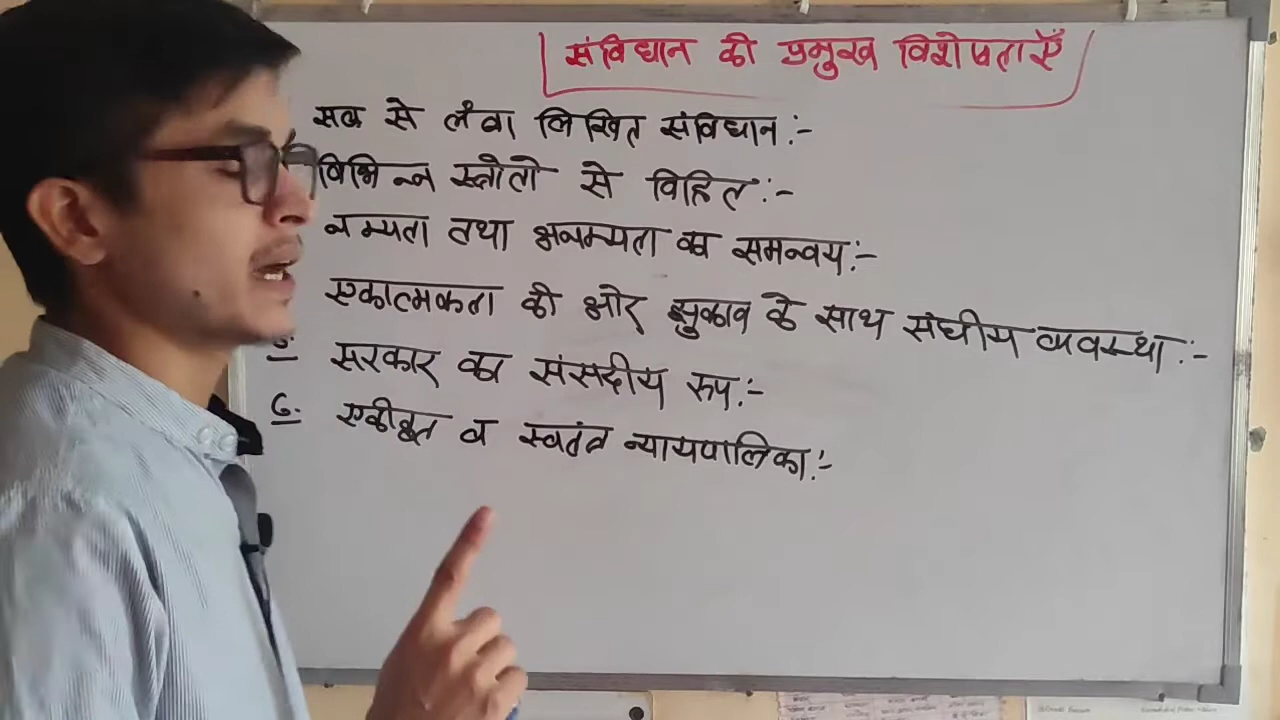 संविधान की प्रमुख विशेषताएँ
सब से लंबा लिखित संविधान:-
विभिन्न स्त्रोतो से विहित:-
नम्यता तथा अनम्यता का समन्वय:-
एकात्मकता की ओर झुकाव के साथ संघीय व्यवस्था:-
5. सरकार का संसदीय रूप:-
6. एकीकृत व स्वतंत्र न्यायपालिका:-